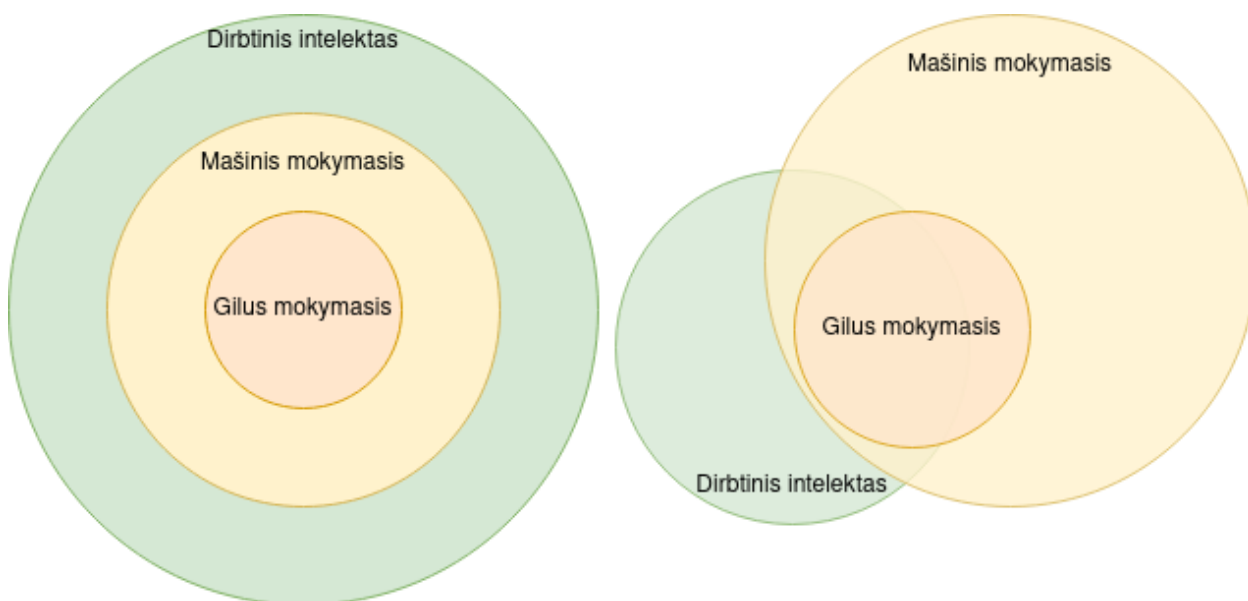 Dirbtinis intelektas
Mašinis mokymasis
Gilus mokymasis
Mašinis mokymasis
Gilus mokymasis
Dirbtinis intelektas